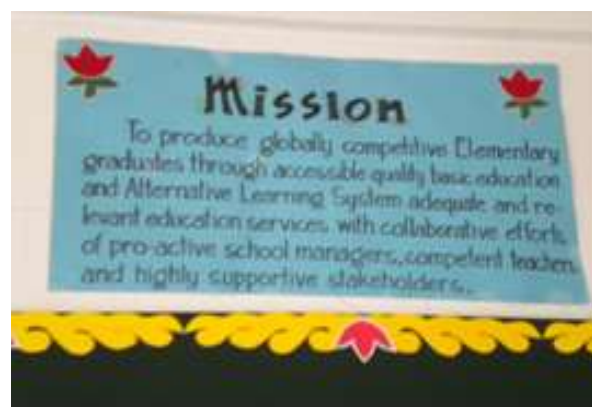 Mission
To produce globally competitive Elementary
graduates through accessible quality basic education
and Alternative Learning System adequate and re-
levant education services, with collaborative efforts
of pro-active school managers, competent teachers
and highly supportive stakeholders.